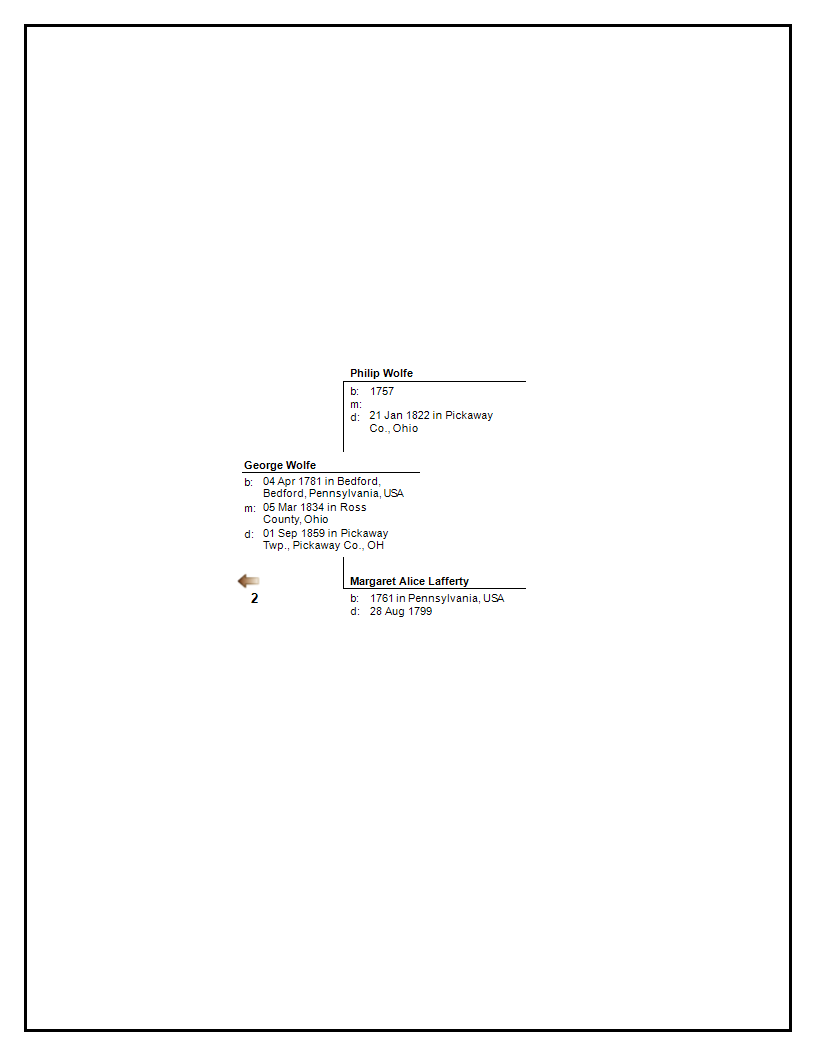 Philip Wolfe
b: 1757
m:
d: 21 Jan 1822 in Pickaway
Co., Ohio
George Wolfe
b: 04 Apr 1781 in Bedford,
Bedford, Pennsylvania, USA
m: 05 Mar 1834 in Ross
County, Ohio
d: 01 Sep 1859 in Pickaway
Twp., Pickaway Co., OH
2
Margaret Alice Lafferty
b: 1761 in Pennsylvania, USA
d: 28 Aug 1799